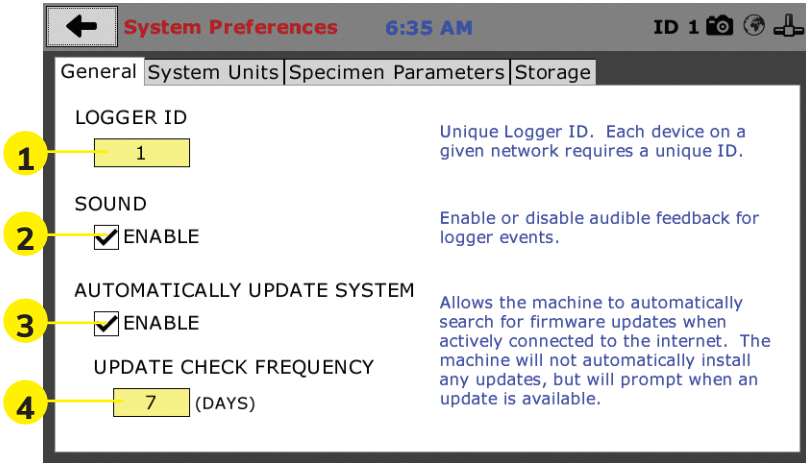 System Preferences 6:35 AM ID 1
General System Units Specimen Parameters Storage
LOGGER ID
1
1
Unique Logger ID. Each device on a
given network requires a unique ID.
SOUND
2
ENABLE
Enable or disable audible feedback for
logger events.
AUTOMATICALLY UPDATE SYSTEM
3
ENABLE
UPDATE CHECK FREQUENCY
4
7 (DAYS)
Allows the machine to automatically
search for firmware updates when
actively connected to the internet. The
machine will not automatically install
any updates, but will prompt when an
update is available.